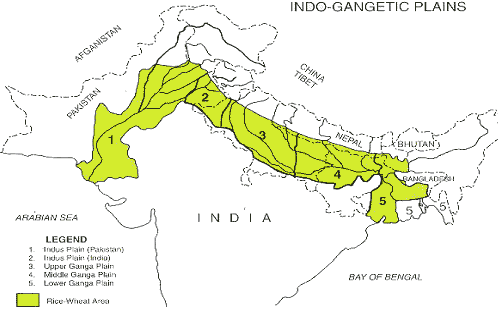 INDO-GANGETIC PLAINS
AFGANISTAN
CHINA
TIBET
PAKISTAN
2
1
3
NEPAL
BHUTAN
4
BANGLADESH
5
5
5
ARABIAN SEA
INDIA
LEGEND
1. Indus Plain (Pakistan)
2. Indus Plain (India)
3. Upper Ganga Plain
4. Middle Ganga Plain
5. Lower Ganga Plain
BAY OF BENGAL
Rice-Wheat Area